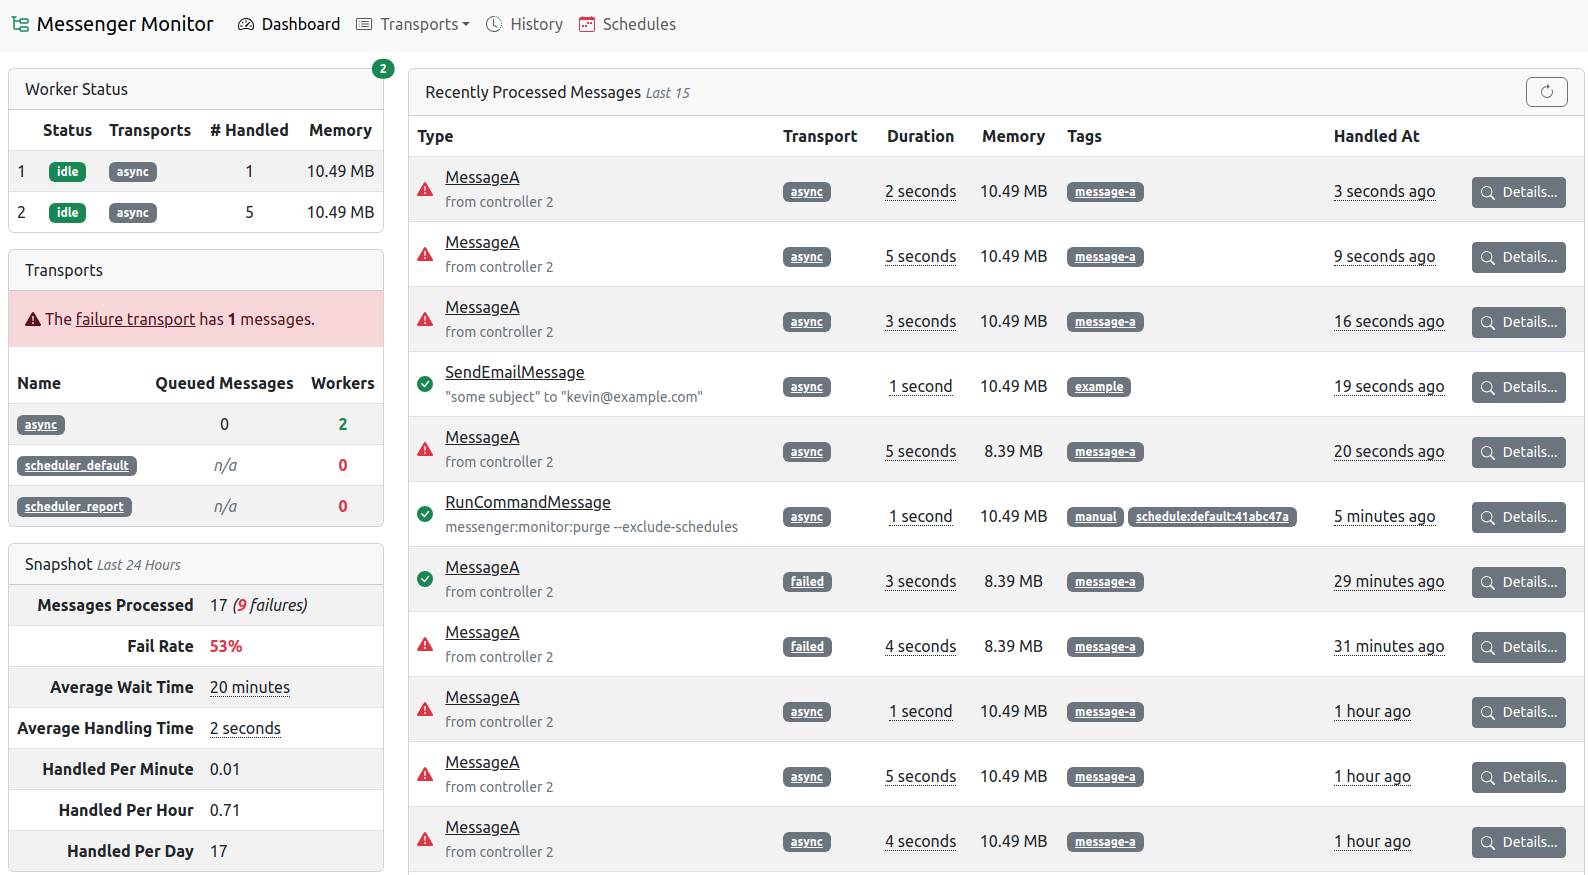 Messenger Monitor Dashboard Transports History Schedules
2
Worker Status
Status Transports # Handled Memory
1 idle async 1 10.49 MB
2 idle async 5 10.49 MB
Transports
The failure transport has 1 messages.
Name Queued Messages Workers
async 0 2
scheduler_default n/a 0
scheduler_report n/a 0
Snapshot Last 24 Hours
Messages Processed 17 (9 failures)
Fail Rate 53%
Average Wait Time 20 minutes
Average Handling Time 2 seconds
Handled Per Minute 0.01
Handled Per Hour 0.71
Handled Per Day 17
Recently Processed Messages Last 15
Type Transport Duration Memory Tags Handled At
MessageA
from controller 2
async 2 seconds 10.49 MB message-a 3 seconds ago Details...
MessageA
from controller 2
async 5 seconds 10.49 MB message-a 9 seconds ago Details...
MessageA
from controller 2
async 3 seconds 10.49 MB message-a 16 seconds ago Details...
SendEmailMessage
"some subject" to "kevin@example.com"
async 1 second 10.49 MB example 19 seconds ago Details...
MessageA
from controller 2
async 5 seconds 8.39 MB message-a 20 seconds ago Details...
RunCommandMessage
messenger:monitor:purge --exclude-schedules
async 1 second 10.49 MB manual schedule:default:41abc47a 5 minutes ago Details...
MessageA
from controller 2
failed 3 seconds 8.39 MB message-a 29 minutes ago Details...
MessageA
from controller 2
failed 4 seconds 8.39 MB message-a 31 minutes ago Details...
MessageA
from controller 2
async 1 second 10.49 MB message-a 1 hour ago Details...
MessageA
from controller 2
async 5 seconds 10.49 MB message-a 1 hour ago Details...
MessageA
from controller 2
async 4 seconds 10.49 MB message-a 1 hour ago Details...